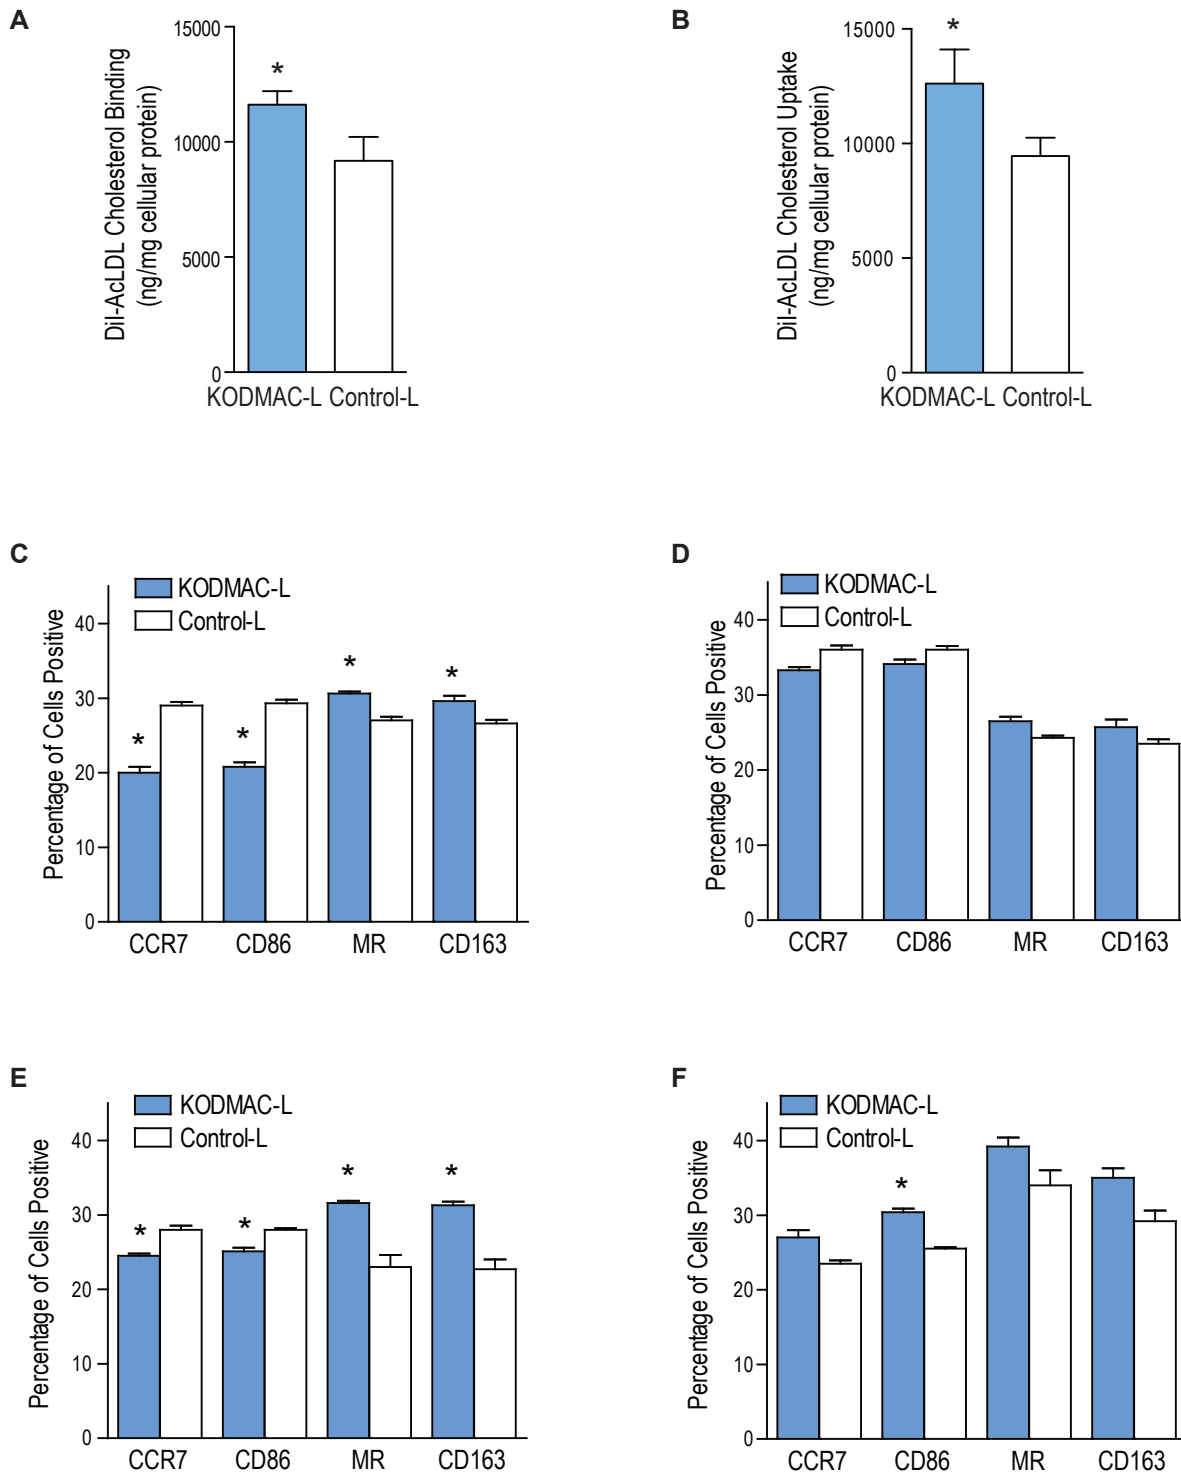 A
DiI-AcLDL Cholesterol Binding
(ng/mg cellular protein)
15000
10000
5000
0
*
KODMAC-L Control-L
B
DiI-AcLDL Cholesterol Uptake
(ng/mg cellular protein)
15000
10000
5000
0
*
KODMAC-L Control-L
C
KODMAC-L
Control-L
Percentage of Cells Positive
40
30
20
10
0
* * * *
CCR7 CD86 MR CD163
D
KODMAC-L
Control-L
Percentage of Cells Positive
40
30
20
10
0
CCR7 CD86 MR CD163
E
KODMAC-L
Control-L
Percentage of Cells Positive
40
30
20
10
0
* * * *
CCR7 CD86 MR CD163
F
KODMAC-L
Control-L
Percentage of Cells Positive
40
30
20
10
0
*
CCR7 CD86 MR CD163